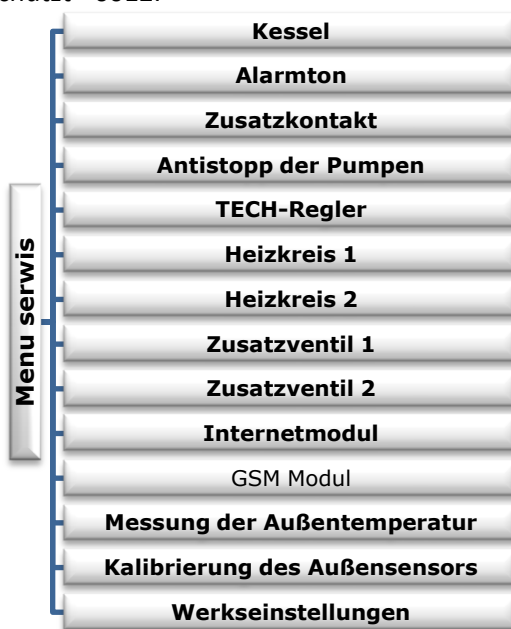 Kessel
Alarmton
Zusatzkontakt
Antistopp der Pumpen
TECH-Regler
Heizkreis 1
Heizkreis 2
Zusatzventil 1
Zusatzventil 2
Internetmodul
GSM Modul
Messung der Außentemperatur
Kalibrierung des Außensensors
Werkseinstellungen
Menu serwis